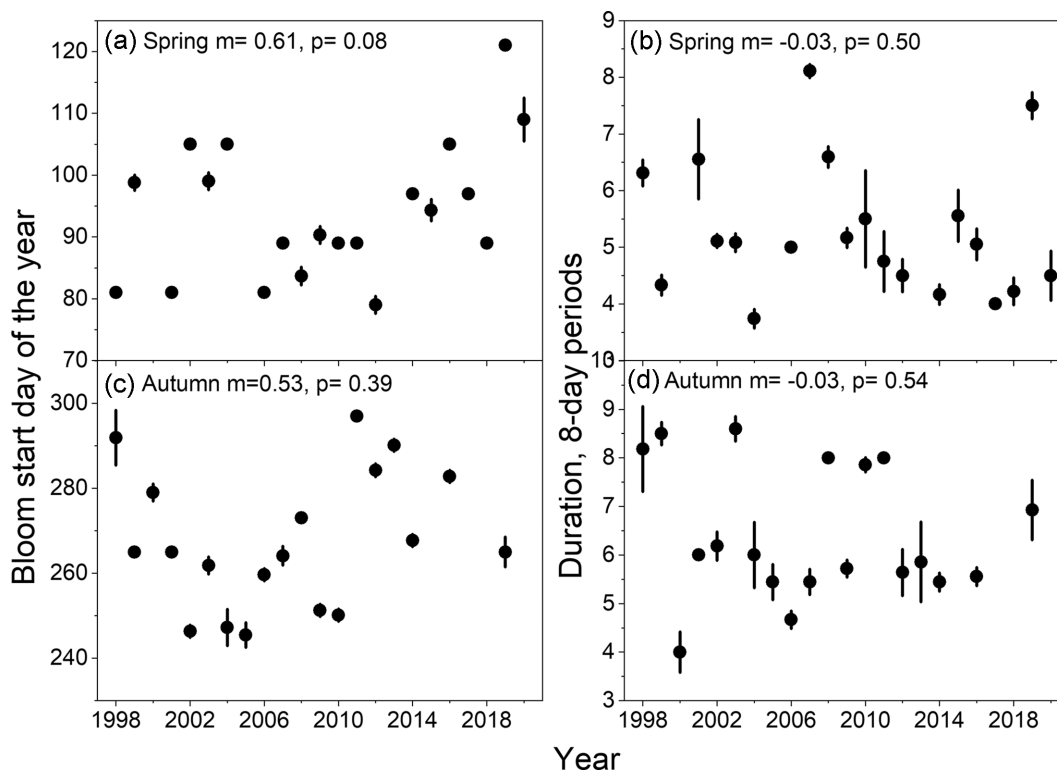 (a) Spring m= 0.61, p= 0.08
120
110
100
90
80
70
Bloom start day of the year
(b) Spring m= -0.03, p= 0.50
9
8
7
6
5
4
Duration, 8-day periods
(c) Autumn m=0.53, p= 0.39
300
280
260
240
1998 2002 2006 2010 2014 2018
(d) Autumn m= -0.03, p= 0.54
9
8
7
6
5
4
3
1998 2002 2006 2010 2014 2018
Year